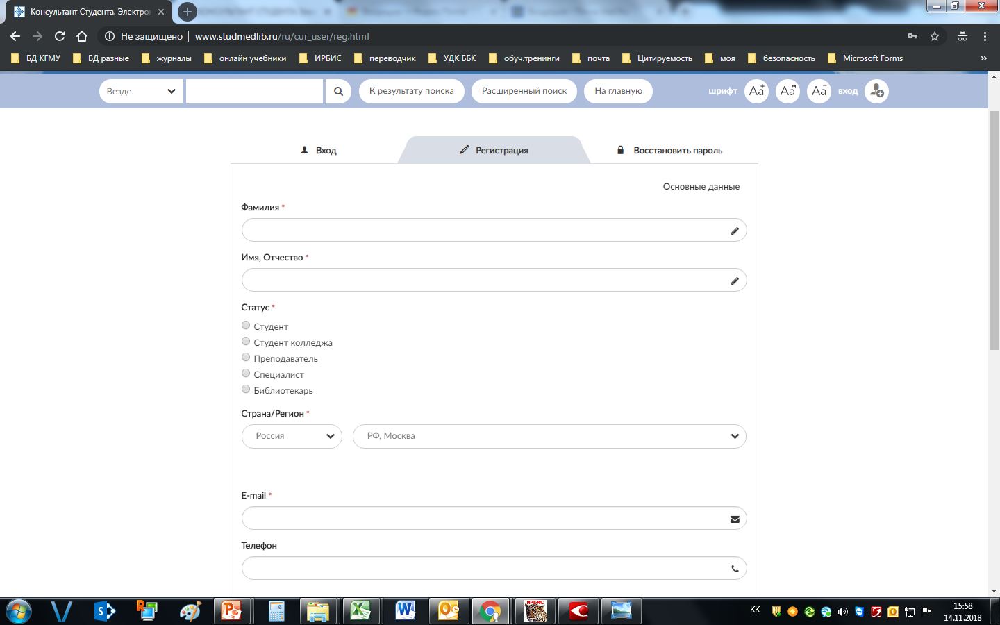 Консультант Студента. Электрон
Не защищено
www.studmedlib.ru/ru/cur_user/reg.html
БД КГМУ
БД разные
журналы
онлайн учебники
ИРБИС
переводчик
УДК ББК
обуч.тренинги
почта
Цитируемость
моя
безопасность
Microsoft Forms
»
Везде
К результату поиска
Расширенный поиск
На главную
шрифт
Aa+
Aa
Aa−
вход
Вход
Регистрация
Восстановить пароль
Основные данные
Фамилия *
Имя, Отчество *
Статус *
Студент
Студент колледжа
Преподаватель
Специалист
Библиотекарь
Страна/Регион *
Россия
РФ, Москва
E-mail *
Телефон
ИРБИС
KK
15:58
14.11.2018